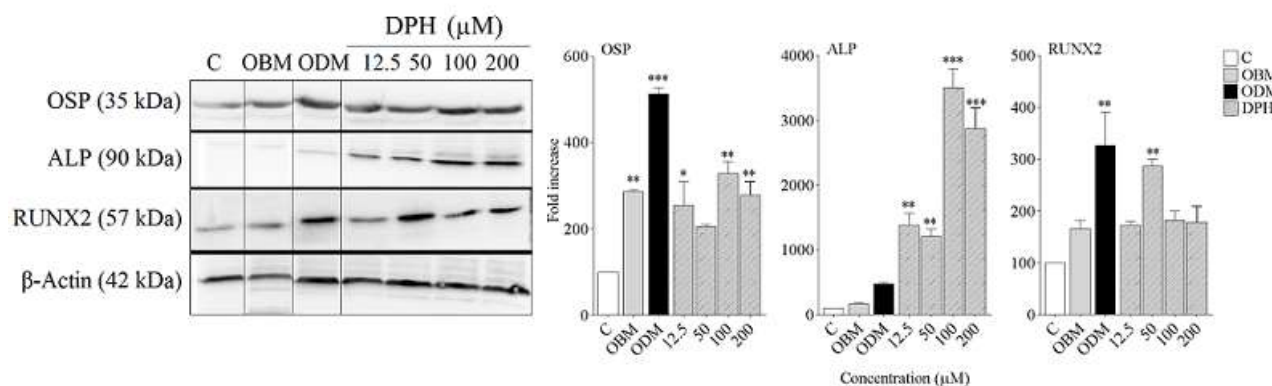 DPH (µM)
C OBM ODM 12.5 50 100 200
OSP (35 kDa)
ALP (90 kDa)
RUNX2 (57 kDa)
β-Actin (42 kDa)
OSP
Fold increase
600
400
200
0
** *** * ** **
C OBM ODM 12.5 50 100 200
ALP
4000
3000
2000
1000
0
** ** *** ***
C OBM ODM 12.5 50 100 200
Concentration (µM)
RUNX2
500
400
300
200
100
0
** **
C OBM ODM 12.5 50 100 200
C
OBM
ODM
DPH